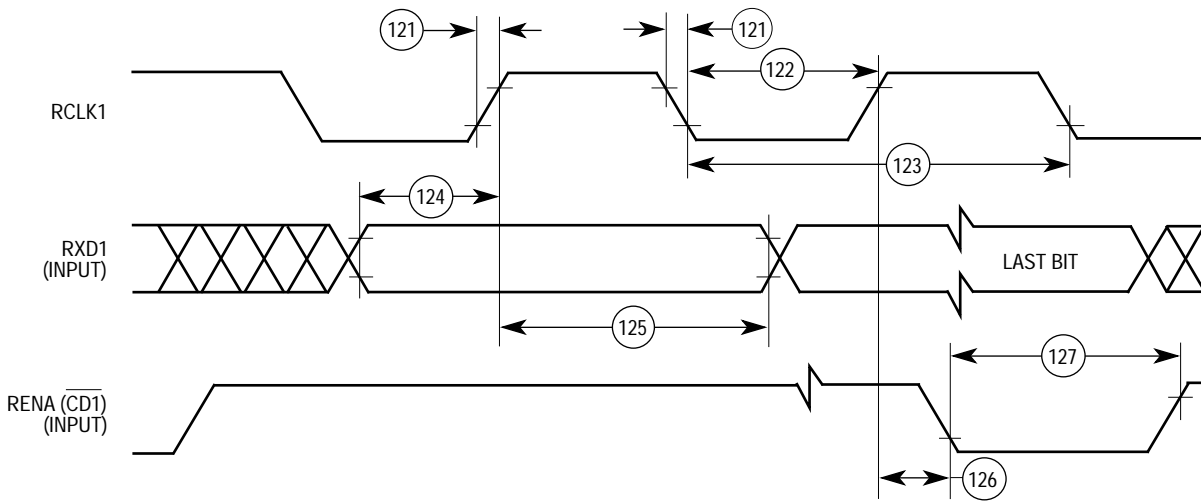 121
121
122
RCLK1
123
124
RXD1
(INPUT)
LAST BIT
125
127
RENA (CD1)
(INPUT)
126